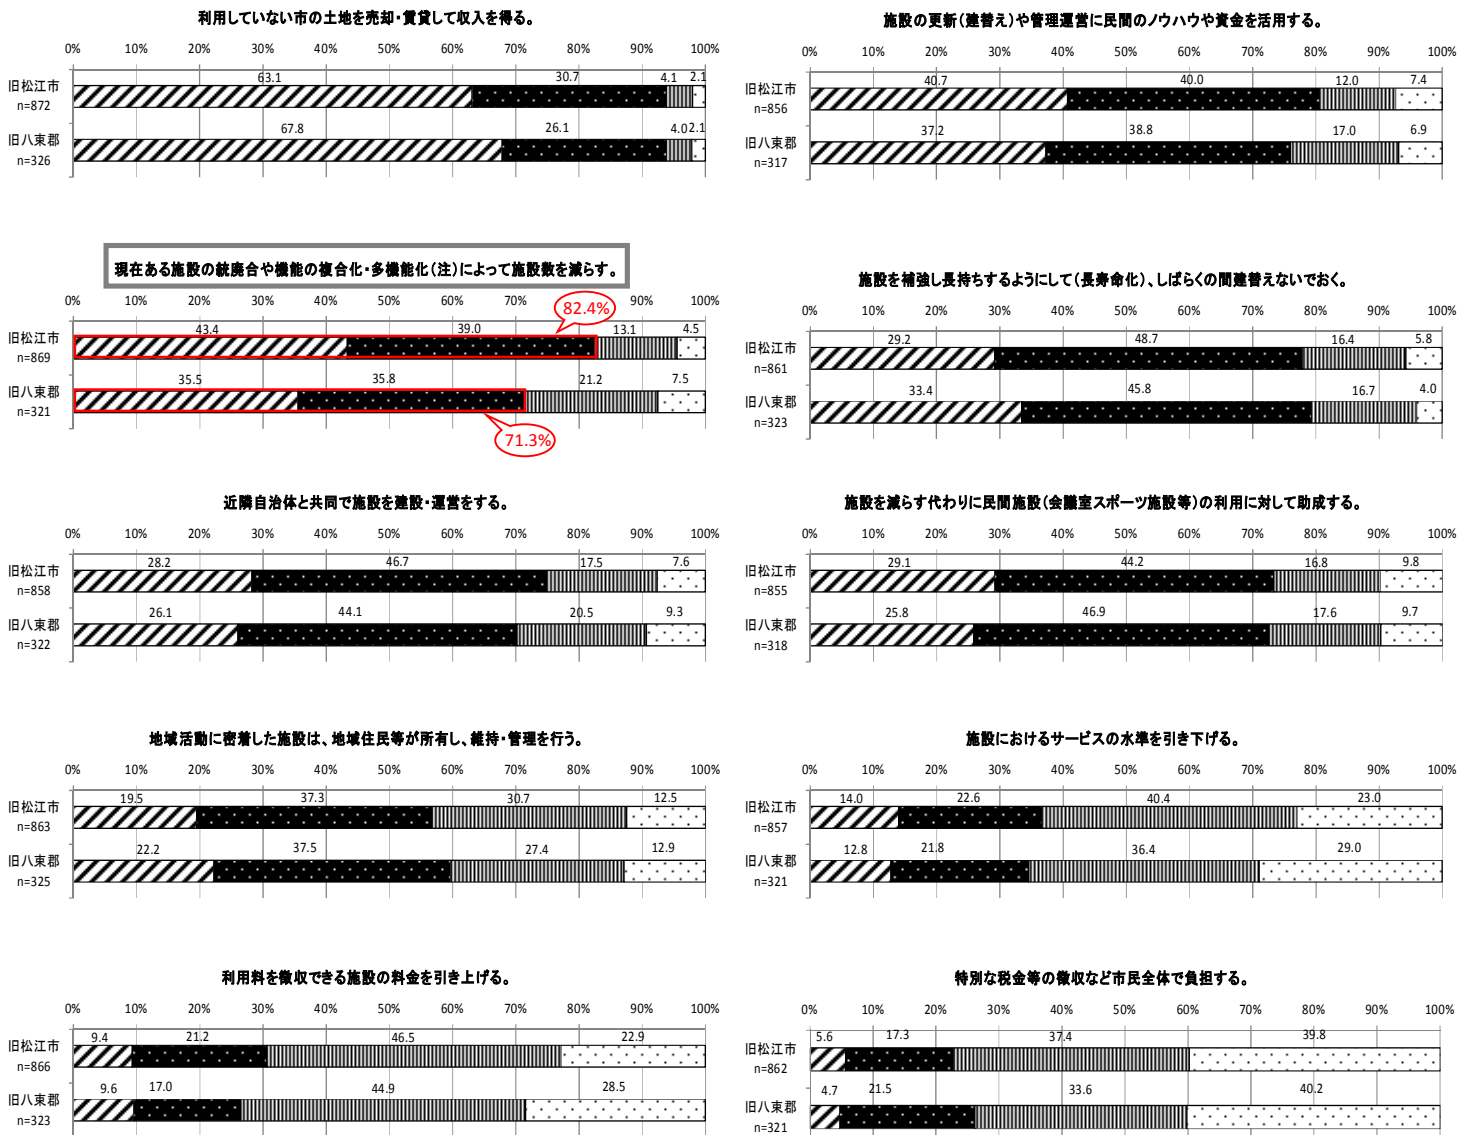 利用していない市の土地を売却・賃貸して収入を得る。
0% 10% 20% 30% 40% 50% 60% 70% 80% 90% 100%
63.1 30.7 4.1 2.1
旧松江市
n=872
67.8 26.1 4.0 2.1
旧八束郡
n=326
施設の更新(建替え)や管理運営に民間のノウハウや資金を活用する。
0% 10% 20% 30% 40% 50% 60% 70% 80% 90% 100%
40.7 40.0 12.0 7.4
旧松江市
n=856
37.2 38.8 17.0 6.9
旧八束郡
n=317
現在ある施設の統廃合や機能の複合化・多機能化(注)によって施設数を減らす。
0% 10% 20% 30% 40% 50% 60% 70% 80% 90% 100%
82.4%
43.4 39.0 13.1 4.5
旧松江市
n=869
35.5 35.8 21.2 7.5
旧八束郡
n=321
71.3%
施設を補強し長持ちするようにして(長寿命化)、しばらくの間建替えないでおく。
0% 10% 20% 30% 40% 50% 60% 70% 80% 90% 100%
29.2 48.7 16.4 5.8
旧松江市
n=861
33.4 45.8 16.7 4.0
旧八束郡
n=323
近隣自治体と共同で施設を建設・運営をする。
0% 10% 20% 30% 40% 50% 60% 70% 80% 90% 100%
28.2 46.7 17.5 7.6
旧松江市
n=858
26.1 44.1 20.5 9.3
旧八束郡
n=322
施設を減らす代わりに民間施設(会議室スポーツ施設等)の利用に対して助成する。
0% 10% 20% 30% 40% 50% 60% 70% 80% 90% 100%
29.1 44.2 16.8 9.8
旧松江市
n=855
25.8 46.9 17.6 9.7
旧八束郡
n=318
地域活動に密着した施設は、地域住民等が所有し、維持・管理を行う。
0% 10% 20% 30% 40% 50% 60% 70% 80% 90% 100%
19.5 37.3 30.7 12.5
旧松江市
n=863
22.2 37.5 27.4 12.9
旧八束郡
n=325
施設におけるサービスの水準を引き下げる。
0% 10% 20% 30% 40% 50% 60% 70% 80% 90% 100%
14.0 22.6 40.4 23.0
旧松江市
n=857
12.8 21.8 36.4 29.0
旧八束郡
n=321
利用料を徴収できる施設の料金を引き上げる。
0% 10% 20% 30% 40% 50% 60% 70% 80% 90% 100%
9.4 21.2 46.5 22.9
旧松江市
n=866
9.6 17.0 44.9 28.5
旧八束郡
n=323
特別な税金等の徴収など市民全体で負担する。
0% 10% 20% 30% 40% 50% 60% 70% 80% 90% 100%
5.6 17.3 37.4 39.8
旧松江市
n=862
4.7 21.5 33.6 40.2
旧八束郡
n=321